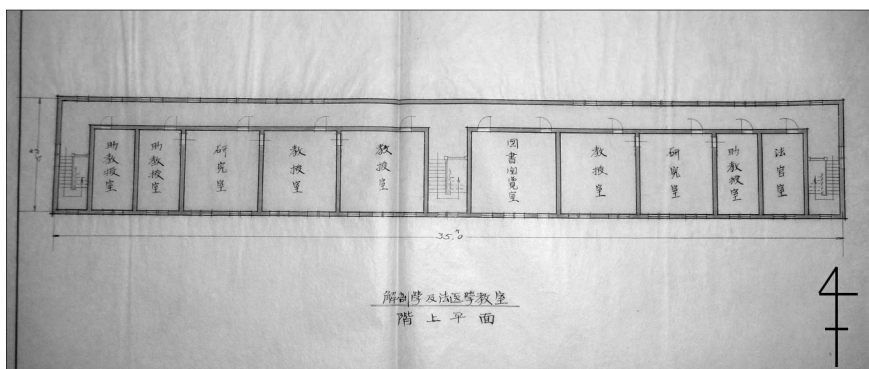 助教授室
助教授室
研究室
教授室
教授室
図書閲覧室
教授室
研究室
助教授室
法官室
35.0
解剖學及法医學教室
階上平面